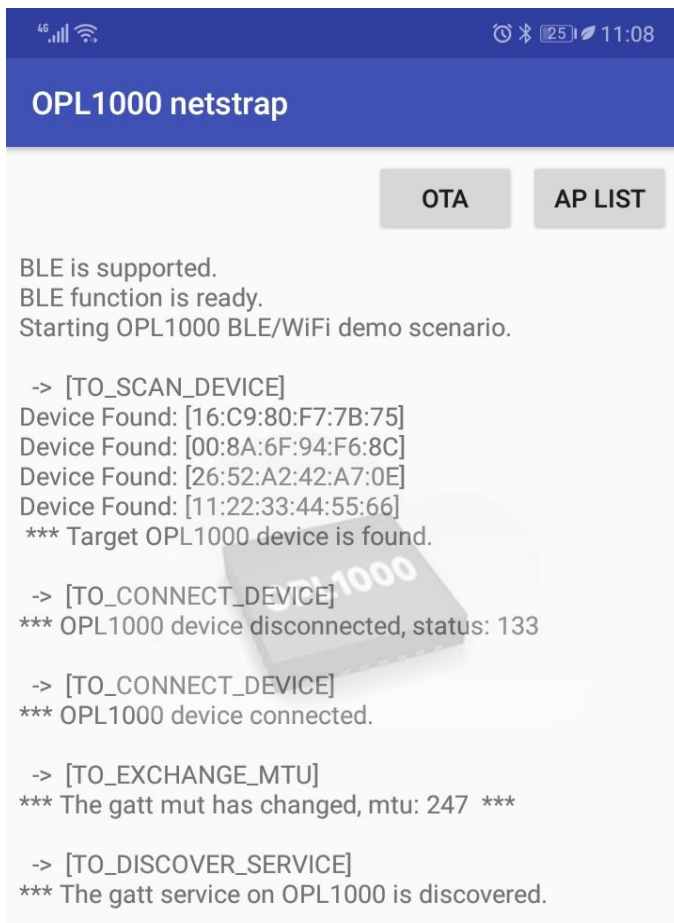 4G 25 11:08
OPL1000 netstrap
OTA AP LIST
BLE is supported.
BLE function is ready.
Starting OPL1000 BLE/WiFi demo scenario.
-> [TO_SCAN_DEVICE]
Device Found: [16:C9:80:F7:7B:75]
Device Found: [00:8A:6F:94:F6:8C]
Device Found: [26:52:A2:42:A7:0E]
Device Found: [11:22:33:44:55:66]
*** Target OPL1000 device is found.
-> [TO_CONNECT_DEVICE]
OPL1000
*** OPL1000 device disconnected, status: 133
-> [TO_CONNECT_DEVICE]
*** OPL1000 device connected.
-> [TO_EXCHANGE_MTU]
*** The gatt mut has changed, mtu: 247 ***
-> [TO_DISCOVER_SERVICE]
*** The gatt service on OPL1000 is discovered.